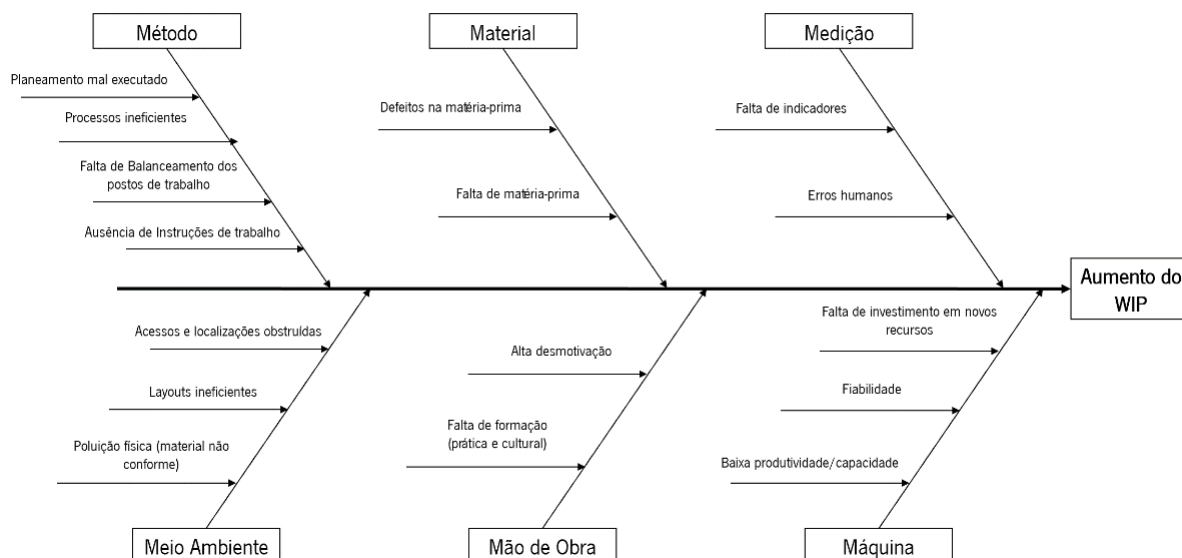 Método
Material
Medição
Planeamento mal executado
Processos ineficientes
Falta de Balanceamento dos
postos de trabalho
Ausência de Instruções de trabalho
Defeitos na matéria-prima
Falta de matéria-prima
Falta de indicadores
Erros humanos
Aumento do
WIP
Acessos e localizações obstruídas
Layouts ineficientes
Poluição física (material não
conforme)
Alta desmotivação
Falta de formação
(prática e cultural)
Falta de investimento em novos
recursos
Fiabilidade
Baixa produtividade/capacidade
Meio Ambiente
Mão de Obra
Máquina